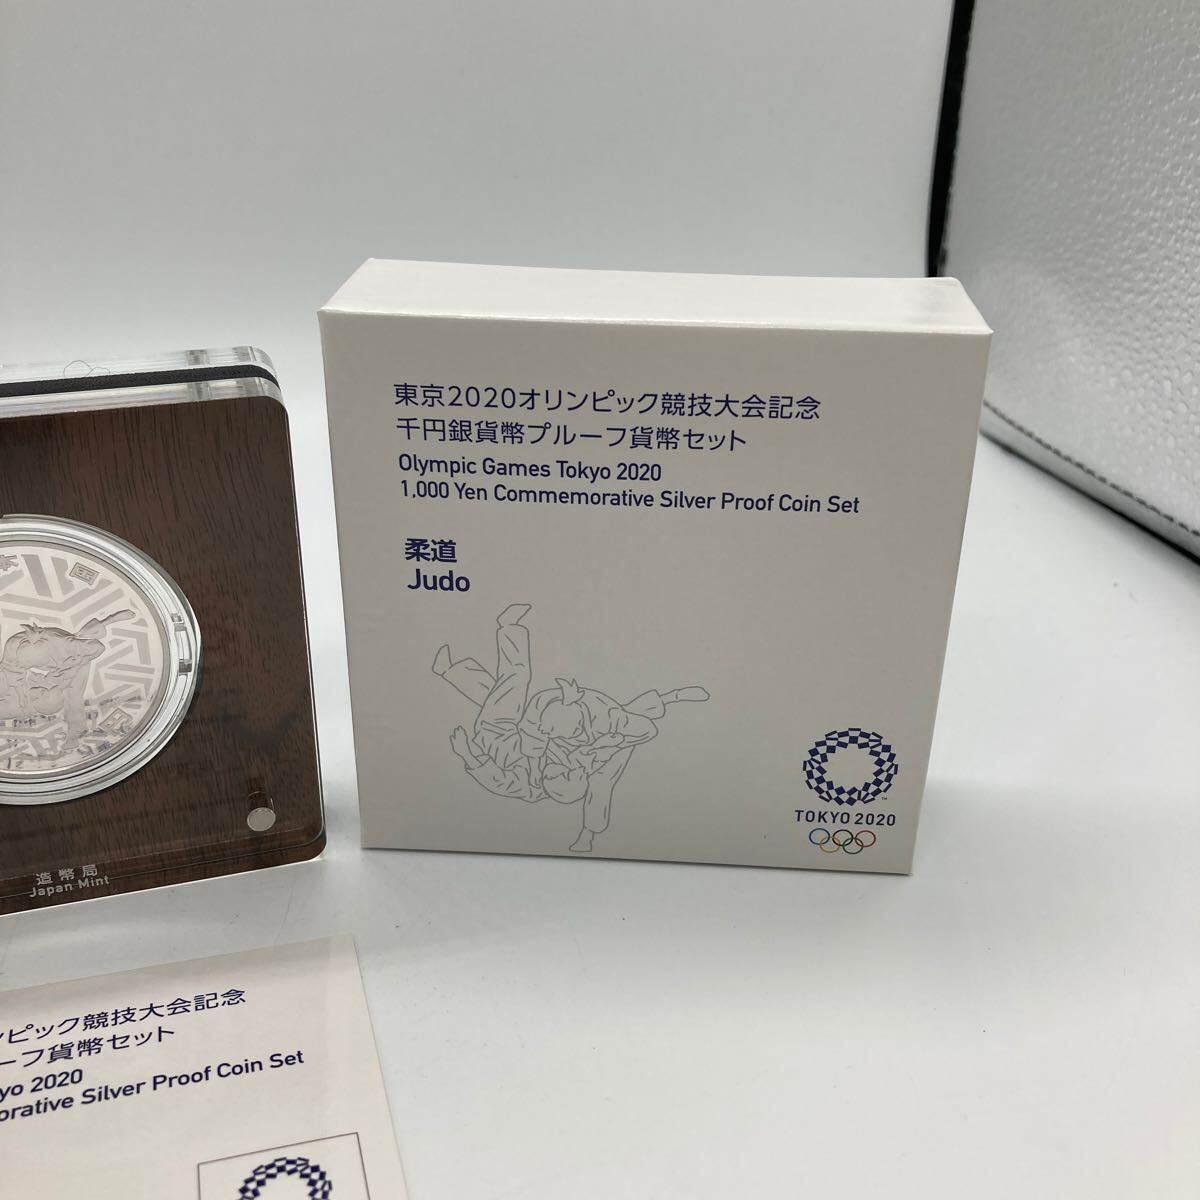 東京2020オリンピック競技大会記念
千円銀貨幣プルーフ貨幣セット
Olympic Games Tokyo 2020
1,000 Yen Commemorative Silver Proof Coin Set
柔道
Judo
TOKYO 2020
本国
造幣局
Japan Mint
ンピック競技大会記念
ーフ貨幣セット
yo 2020
orative Silver Proof Coin Set